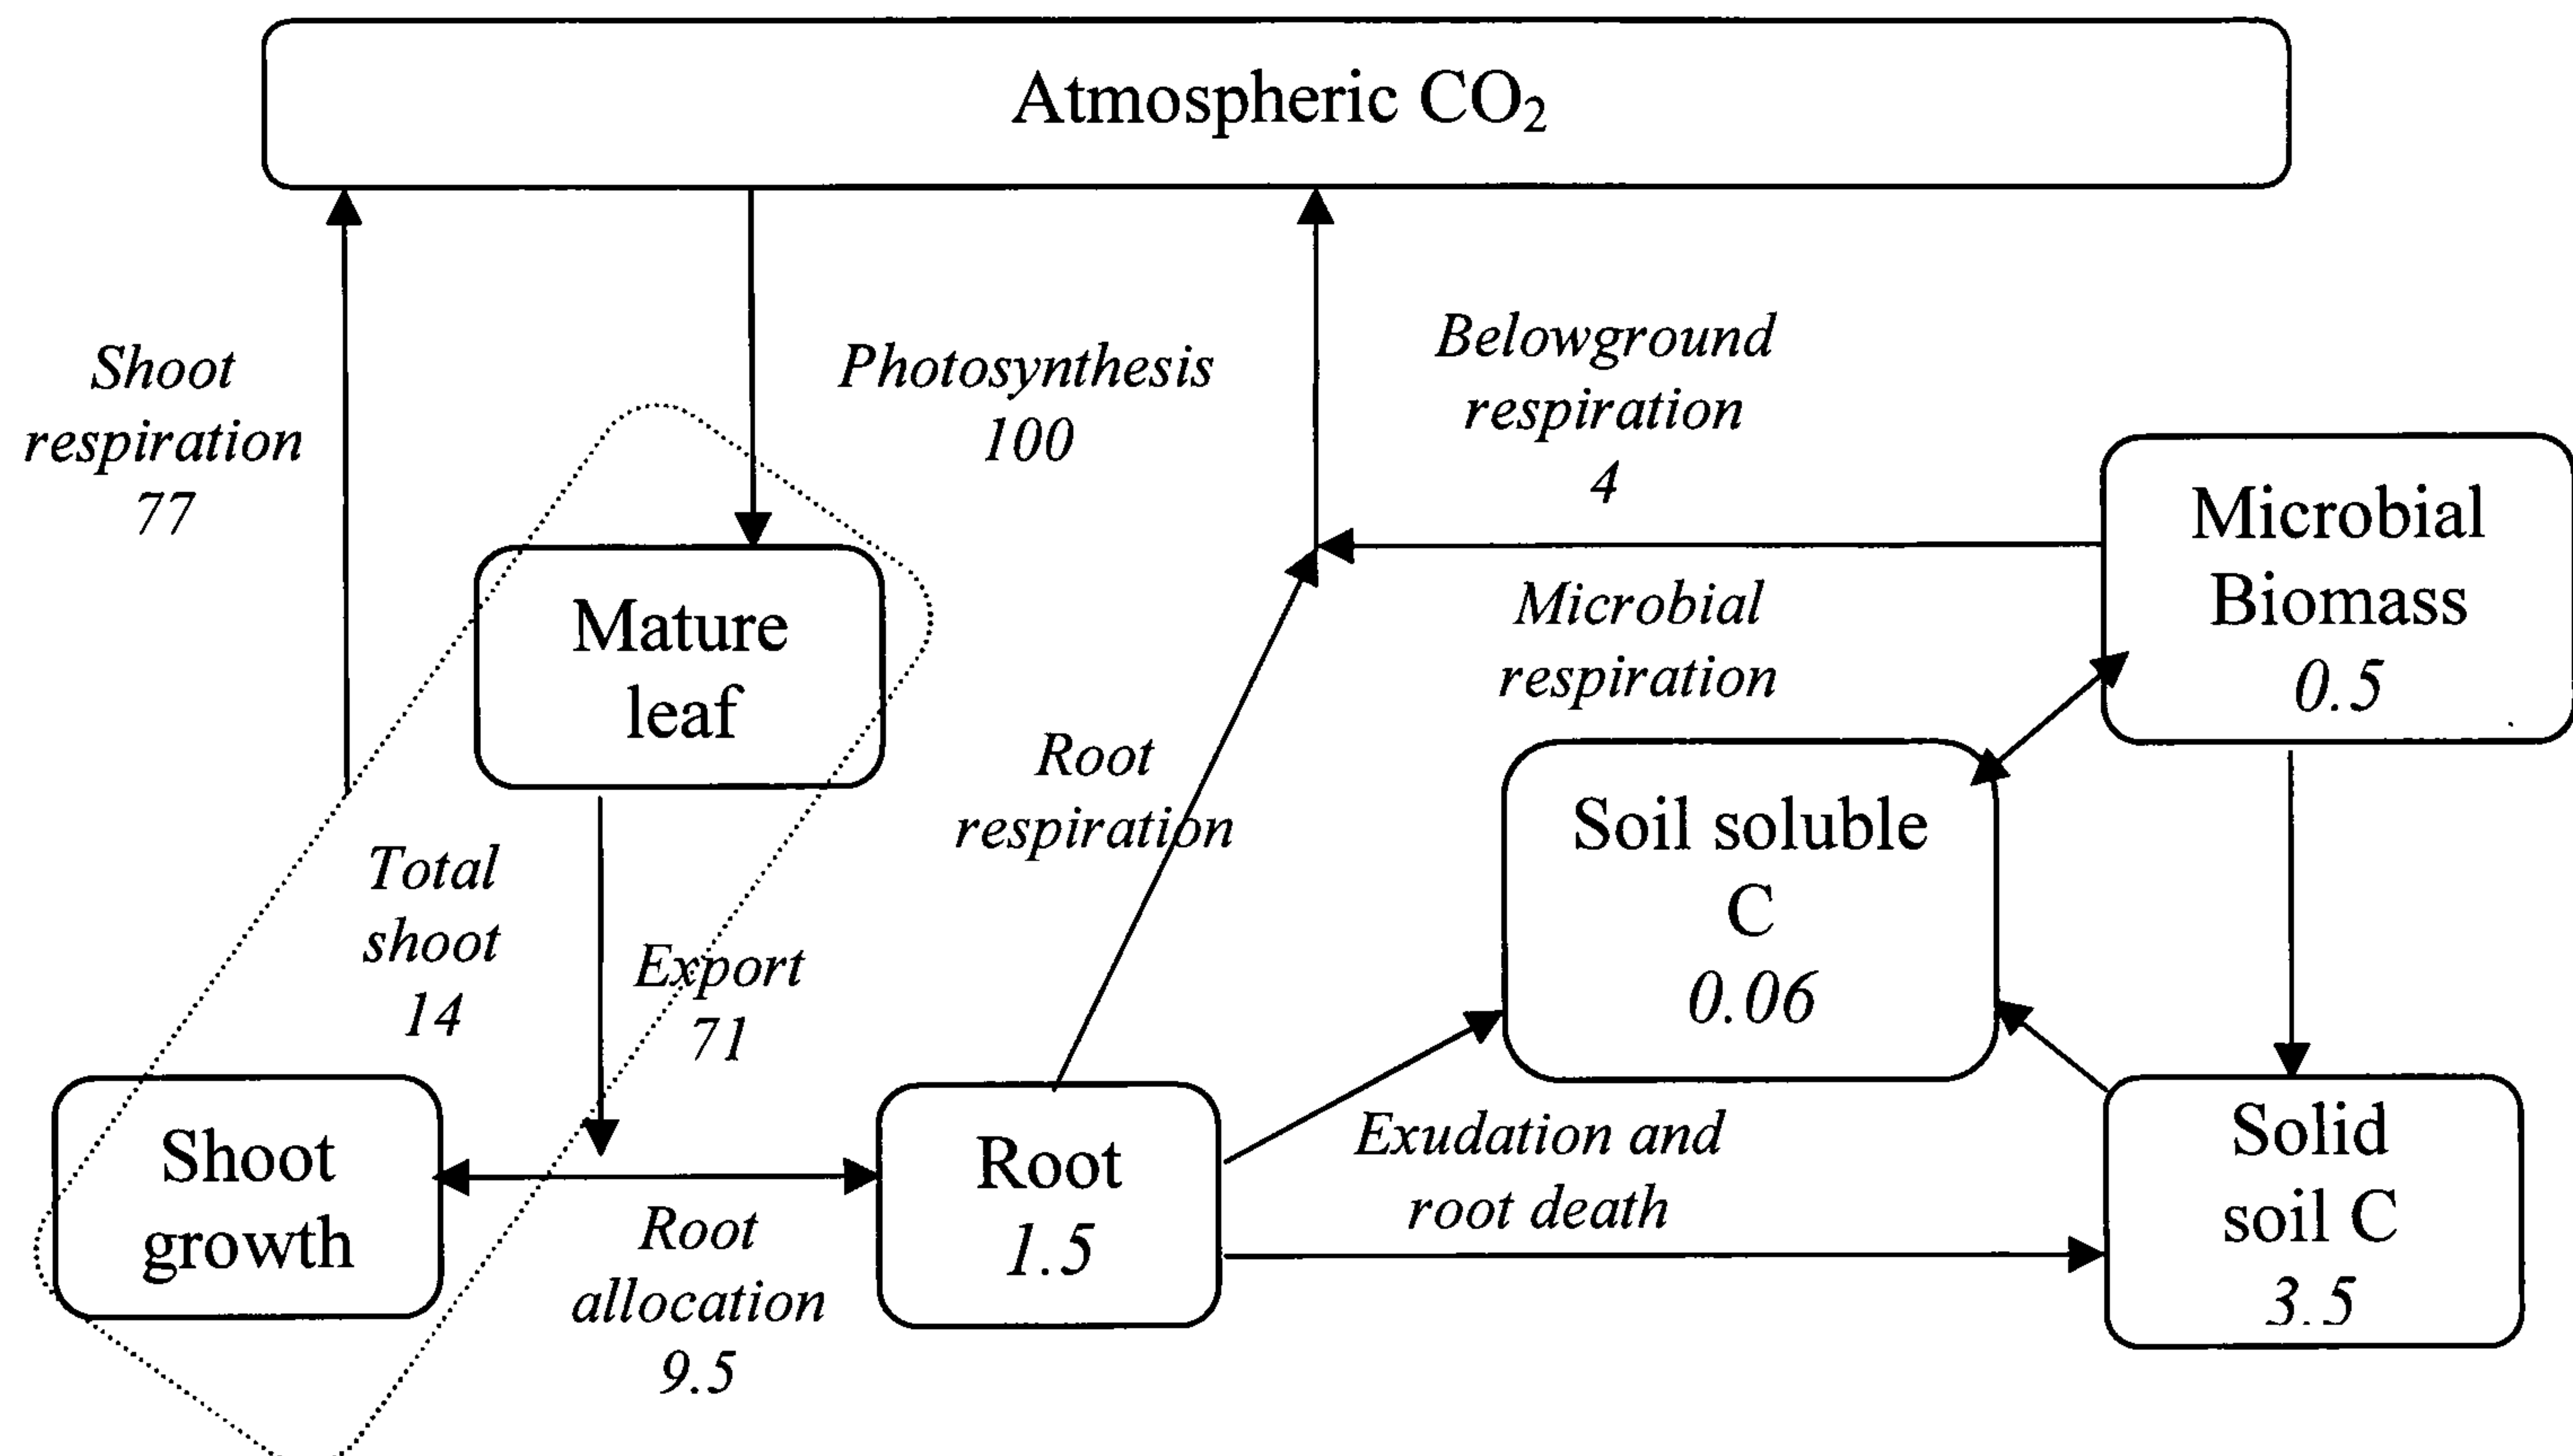 Atmospheric CO₂
Shoot
respiration
77
Photosynthesis
100
Belowground
respiration
4
Microbial
Biomass
0.5
Mature
leaf
Microbial
respiration
Root
respiration
Soil soluble
C
0.06
Total
shoot
14
Export
71
Shoot
growth
Root
allocation
9.5
Root
1.5
Exudation and
root death
Solid
soil C
3.5